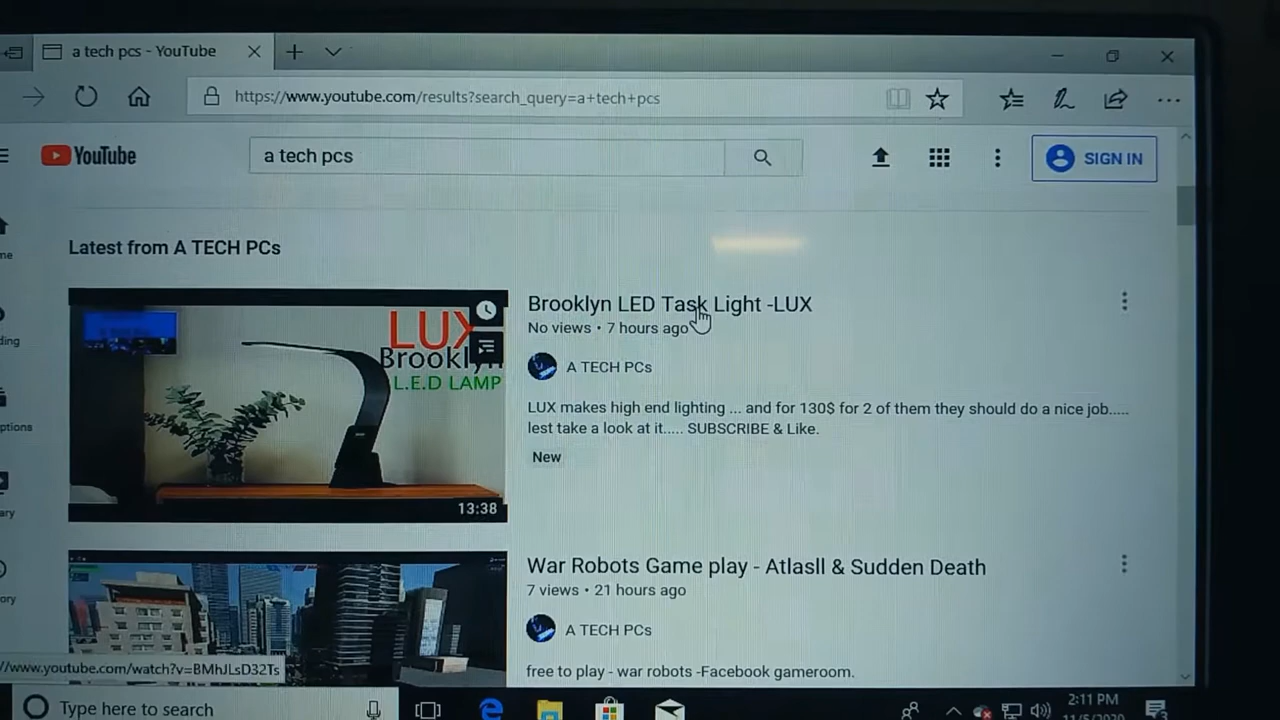 a tech pcs - YouTube
https://www.youtube.com/results?search_query=a+tech+pcs
YouTube
a tech pcs
SIGN IN
me
Latest from A TECH PCs
LUX
Brooklyn
L.E.D LAMP
13:38
Brooklyn LED Task Light -LUX
No views • 7 hours ago
A TECH PCs
LUX makes high end lighting ... and for 130$ for 2 of them they should do a nice job.....
lest take a look at it..... SUBSCRIBE & Like.
New
ding
ptions
ary
ory
War Robots Game play - Atlasll & Sudden Death
7 views • 21 hours ago
A TECH PCs
free to play - war robots -Facebook gameroom.
//www.youtube.com/watch?v=BMhJLsD32Ts
Type here to search
2:11 PM